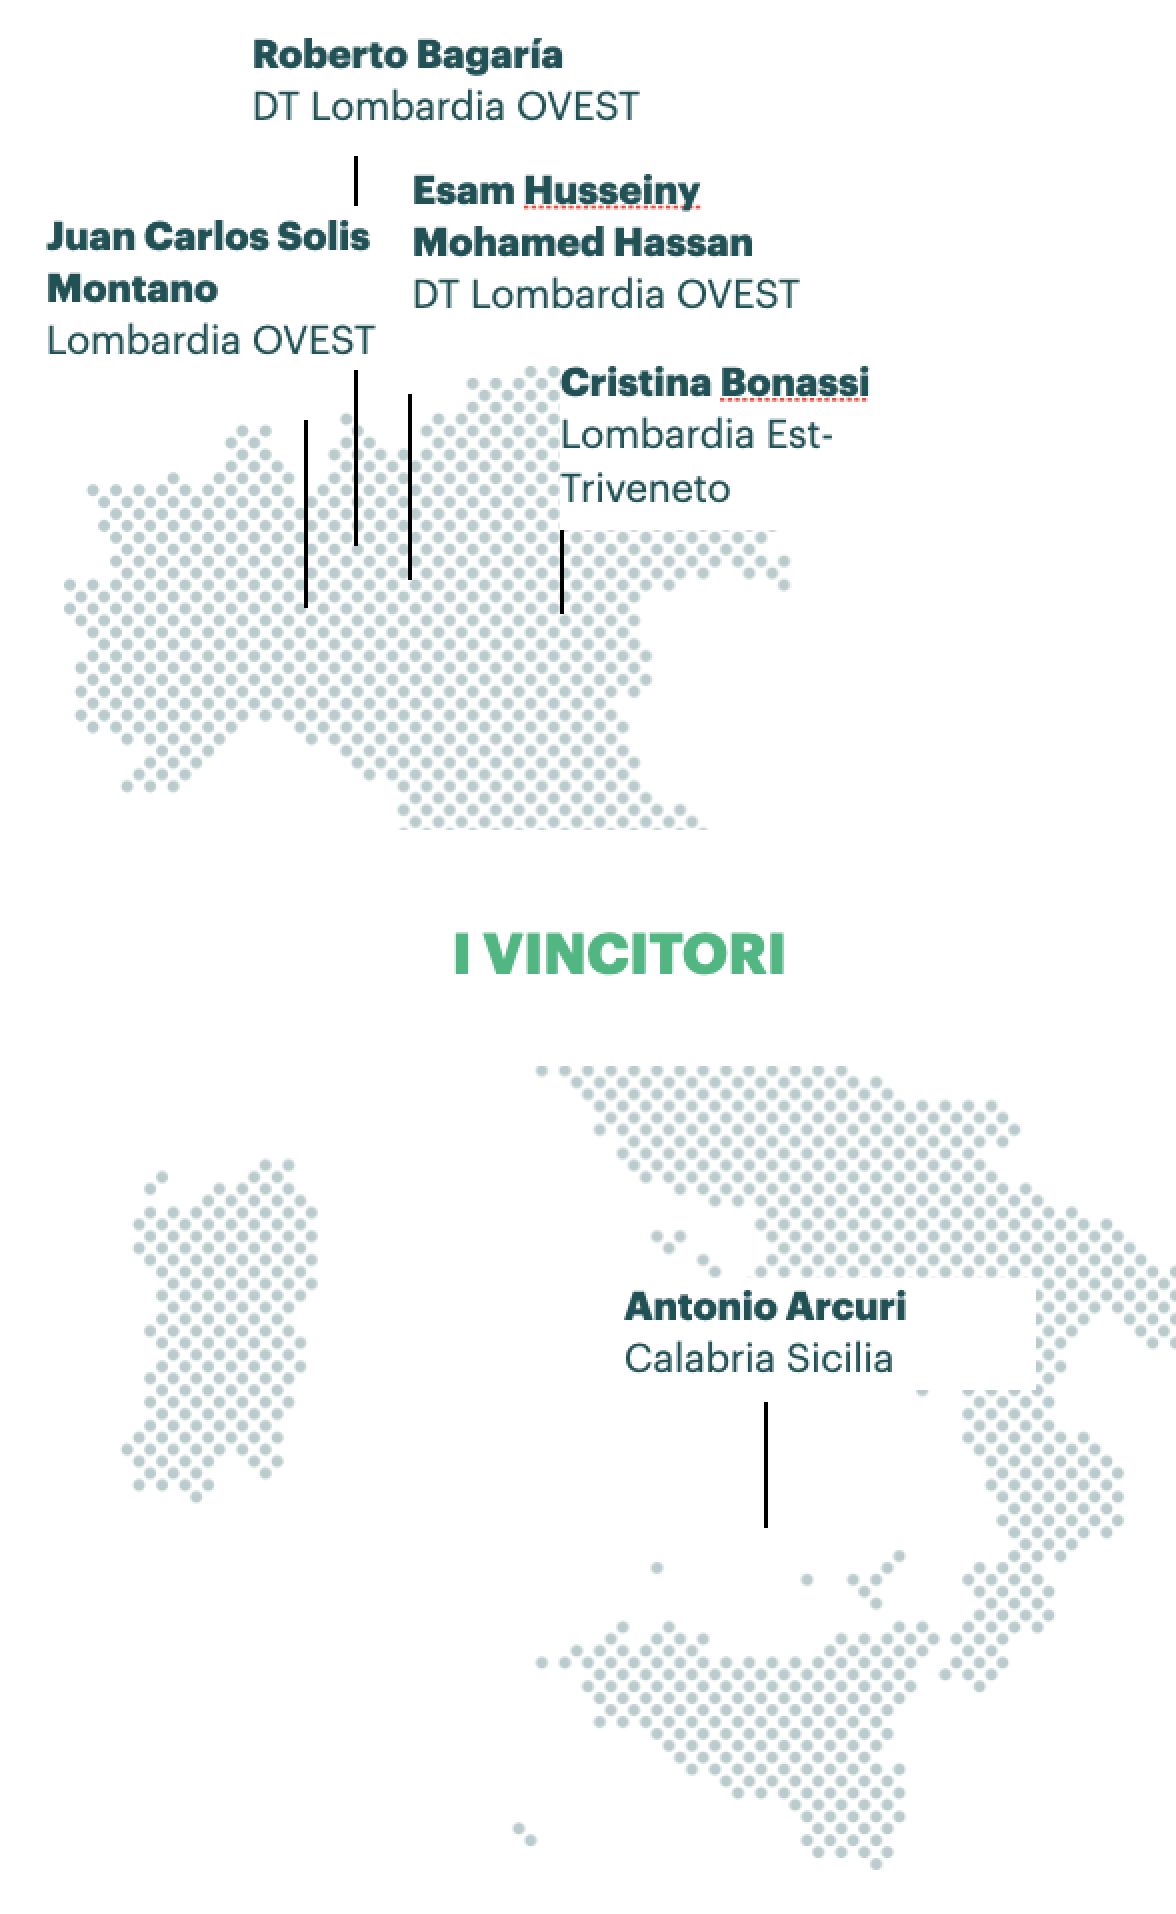 Roberto Bagaría
DT Lombardia OVEST
Esam Husseiny
Mohamed Hassan
DT Lombardia OVEST
Juan Carlos Solis
Montano
Lombardia OVEST
Cristina Bonassi
Lombardia Est-
Triveneto
I VINCITORI
Antonio Arcuri
Calabria Sicilia